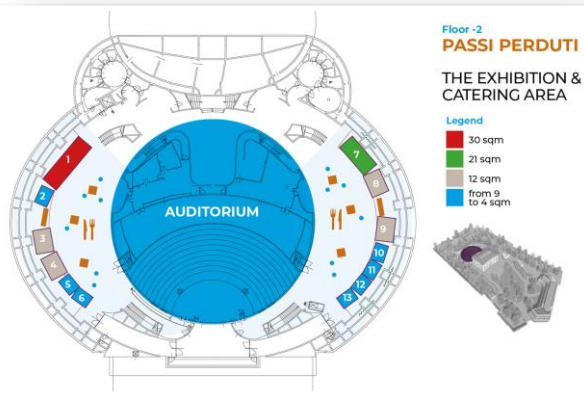 Floor -2
PASSI PERDUTI
THE EXHIBITION &
CATERING AREA
Legend
30 sqm
21 sqm
12 sqm
from 9
to 4 sqm
AUDITORIUM
1
2
3
4
5
6
7
8
9
10
11
12
13